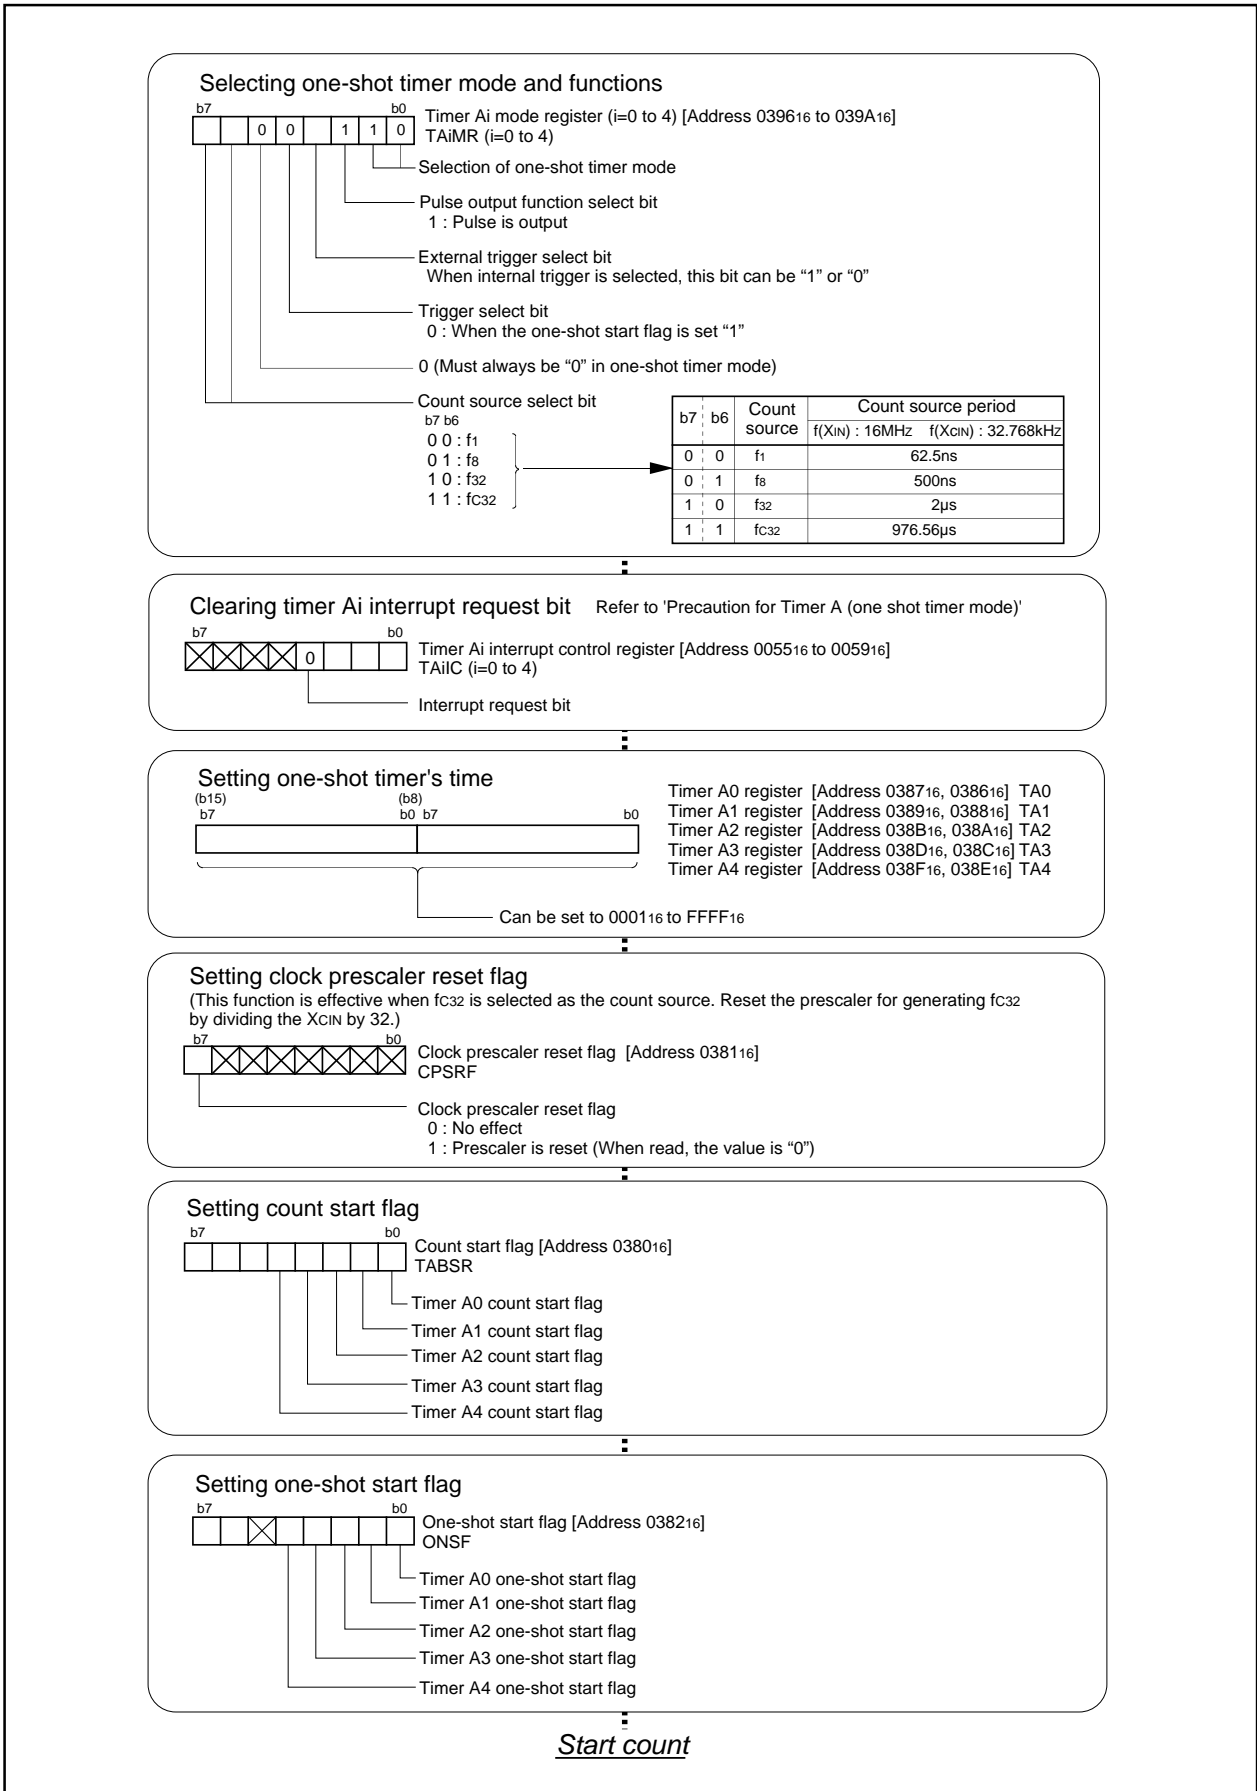 Selecting one-shot timer mode and functions
b7 b0
0 0 1 1 0
Timer Ai mode register (i=0 to 4) [Address 039616 to 039A16]
TAiMR (i=0 to 4)
Selection of one-shot timer mode
Pulse output function select bit
1 : Pulse is output
External trigger select bit
When internal trigger is selected, this bit can be “1” or “0”
Trigger select bit
0 : When the one-shot start flag is set “1”
0 (Must always be “0” in one-shot timer mode)
Count source select bit
b7 b6
0 0 : f1
0 1 : f8
1 0 : f32
1 1 : fC32
b7 b6 Count source Count source period
f(XIN) : 16MHz f(XCIN) : 32.768kHz
0 0 f1 62.5ns
0 1 f8 500ns
1 0 f32 2µs
1 1 fC32 976.56µs
Clearing timer Ai interrupt request bit Refer to 'Precaution for Timer A (one shot timer mode)'
b7 b0
0
Timer Ai interrupt control register [Address 005516 to 005916]
TAiIC (i=0 to 4)
Interrupt request bit
Setting one-shot timer's time
(b15) (b8)
b7 b0 b7 b0
Timer A0 register [Address 038716, 038616] TA0
Timer A1 register [Address 038916, 038816] TA1
Timer A2 register [Address 038B16, 038A16] TA2
Timer A3 register [Address 038D16, 038C16] TA3
Timer A4 register [Address 038F16, 038E16] TA4
Can be set to 000116 to FFFF16
Setting clock prescaler reset flag
(This function is effective when fC32 is selected as the count source. Reset the prescaler for generating fC32
by dividing the XCIN by 32.)
b7 b0
Clock prescaler reset flag [Address 038116]
CPSRF
Clock prescaler reset flag
0 : No effect
1 : Prescaler is reset (When read, the value is “0”)
Setting count start flag
b7 b0
Count start flag [Address 038016]
TABSR
Timer A0 count start flag
Timer A1 count start flag
Timer A2 count start flag
Timer A3 count start flag
Timer A4 count start flag
Setting one-shot start flag
b7 b0
One-shot start flag [Address 038216]
ONSF
Timer A0 one-shot start flag
Timer A1 one-shot start flag
Timer A2 one-shot start flag
Timer A3 one-shot start flag
Timer A4 one-shot start flag
Start count